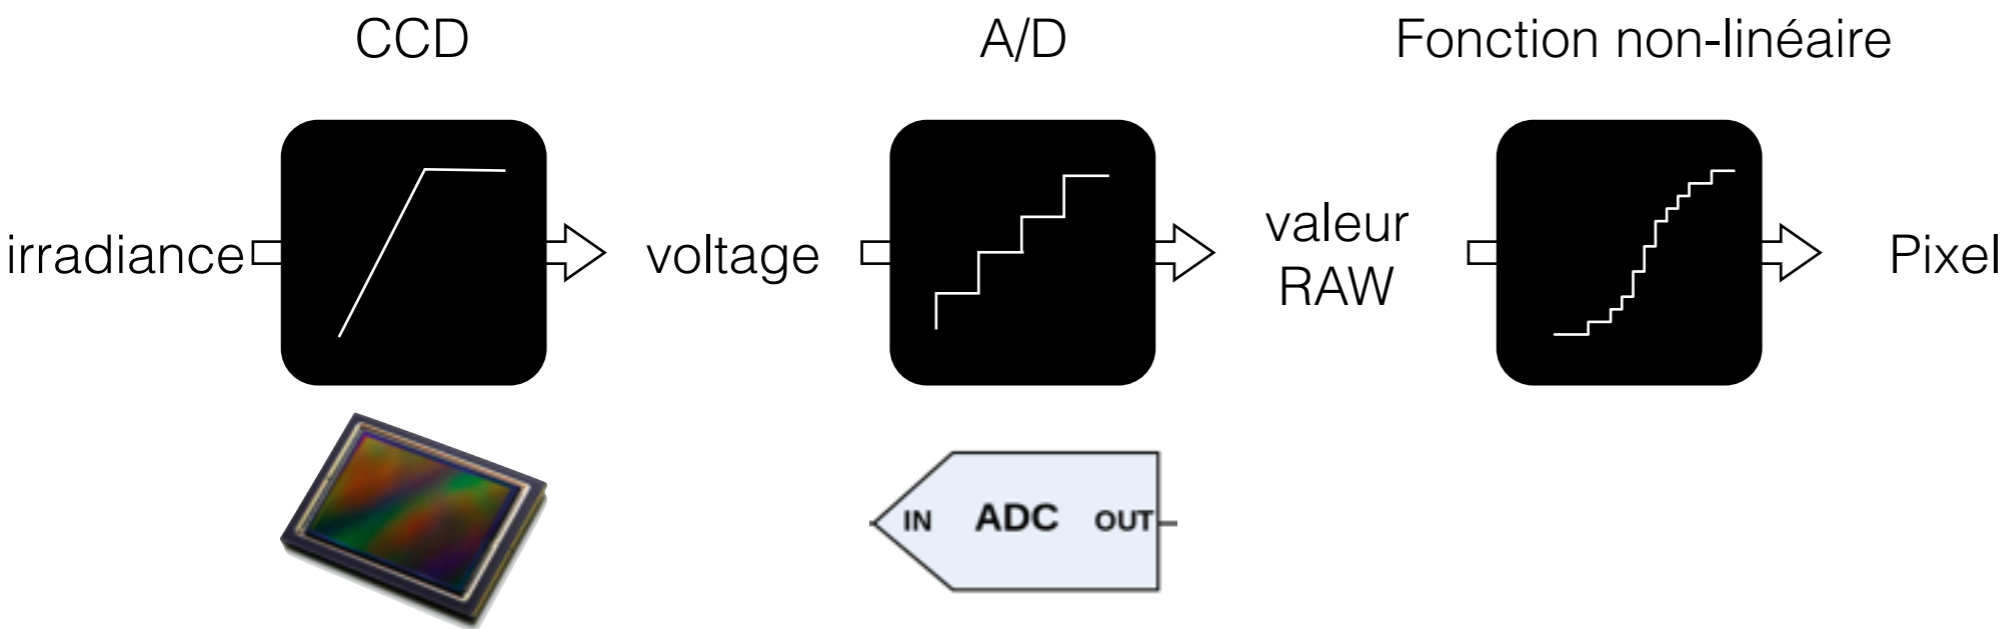 CCD
A/D
Fonction non-linéaire
irradiance
voltage
valeur
RAW
Pixel
IN ADC OUT